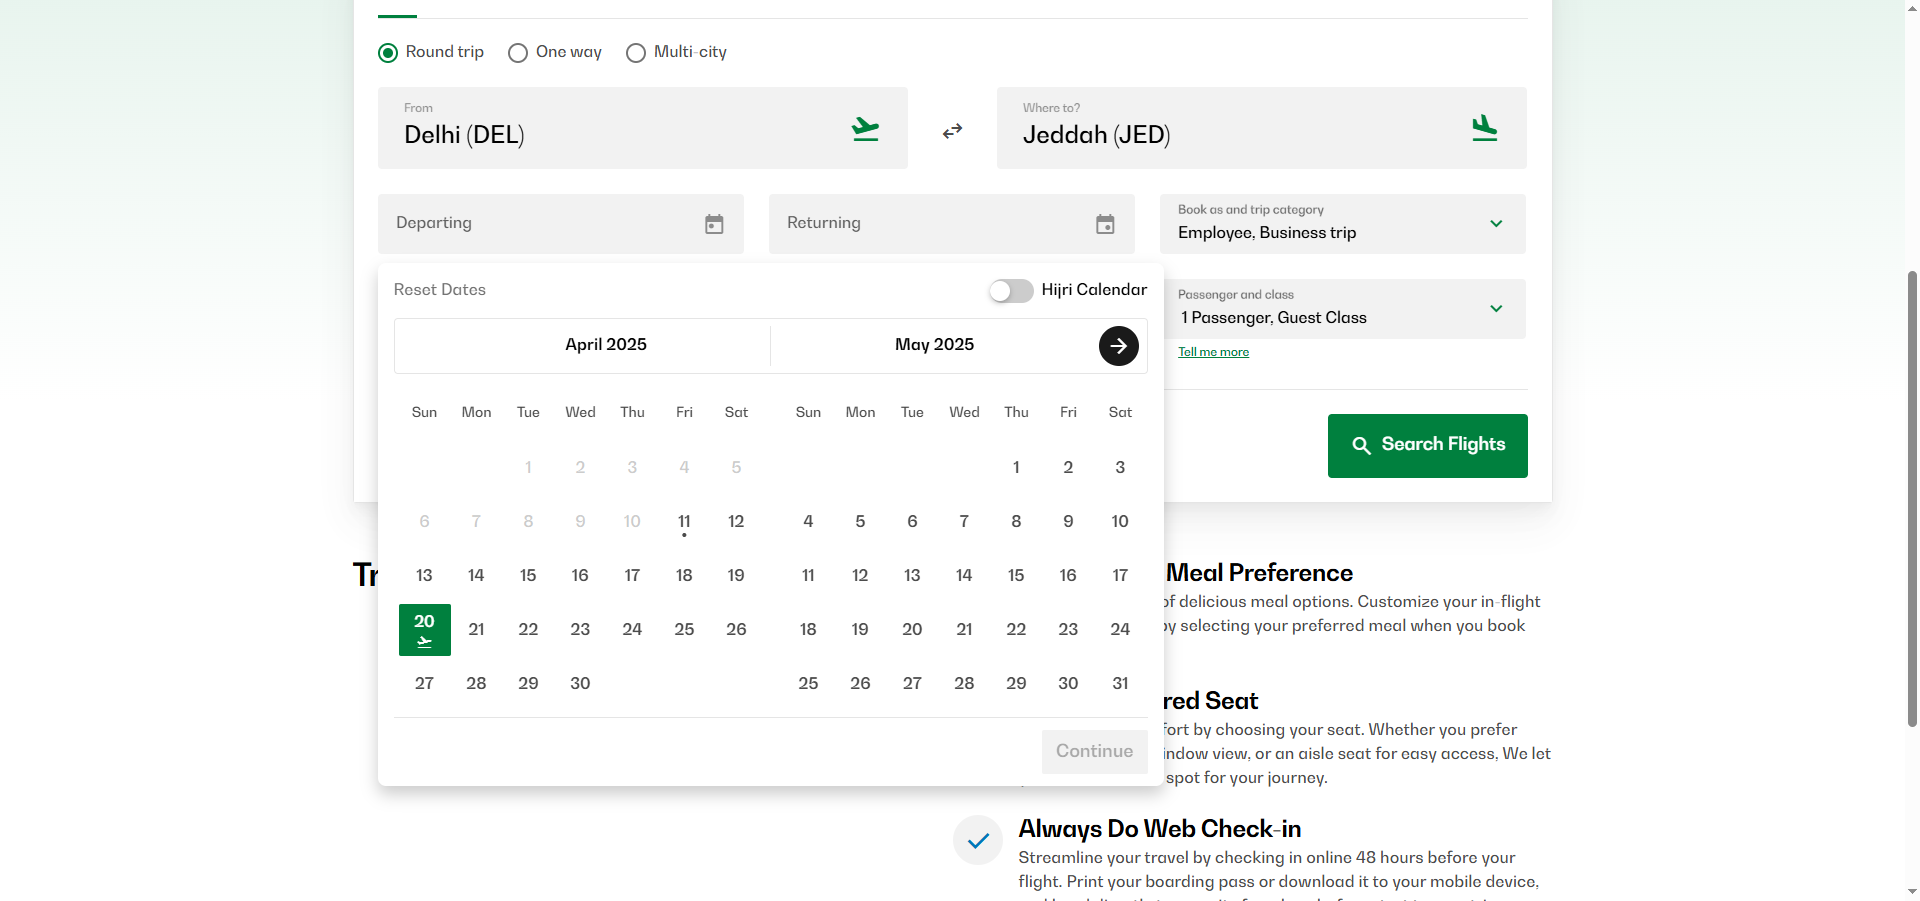 Round trip One way Multi-city
From
Delhi (DEL)
Where to?
Jeddah (JED)
Departing
Returning
Book as and trip category
Employee, Business trip
Reset Dates
Hijri Calendar
Passenger and class
1 Passenger, Guest Class
Tell me more
April 2025
May 2025
Sun Mon Tue Wed Thu Fri Sat
1 2 3 4 5
6 7 8 9 10 11 12
13 14 15 16 17 18 19
20 21 22 23 24 25 26
27 28 29 30
Sun Mon Tue Wed Thu Fri Sat
1 2 3
4 5 6 7 8 9 10
11 12 13 14 15 16 17
18 19 20 21 22 23 24
25 26 27 28 29 30 31
Continue
Search Flights
Tr
Meal Preference
of delicious meal options. Customize your in-flight
by selecting your preferred meal when you book
red Seat
fort by choosing your seat. Whether you prefer
indow view, or an aisle seat for easy access, We let
spot for your journey.
Always Do Web Check-in
Streamline your travel by checking in online 48 hours before your
flight. Print your boarding pass or download it to your mobile device,